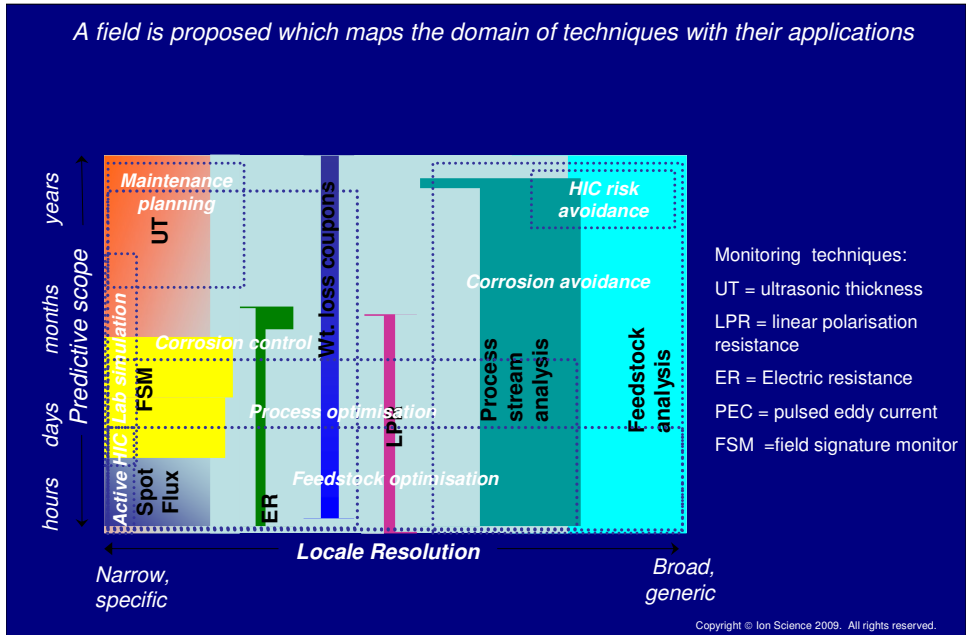 A field is proposed which maps the domain of techniques with their applications
years
months
days
hours
Predictive scope
Maintenance
planning
UT
HIC risk
avoidance
Wt. loss coupons
Corrosion avoidance
Corrosion control
Active HIC Lab simulation
FSM
Process optimisation
LPR
Process
stream
analysis
Feedstock
analysis
Feedstock optimisation
Spot
Flux
ER
Locale Resolution
Narrow,
specific
Broad,
generic
Monitoring techniques:
UT = ultrasonic thickness
LPR = linear polarisation
resistance
ER = Electric resistance
PEC = pulsed eddy current
FSM =field signature monitor
Copyright © Ion Science 2009. All rights reserved.